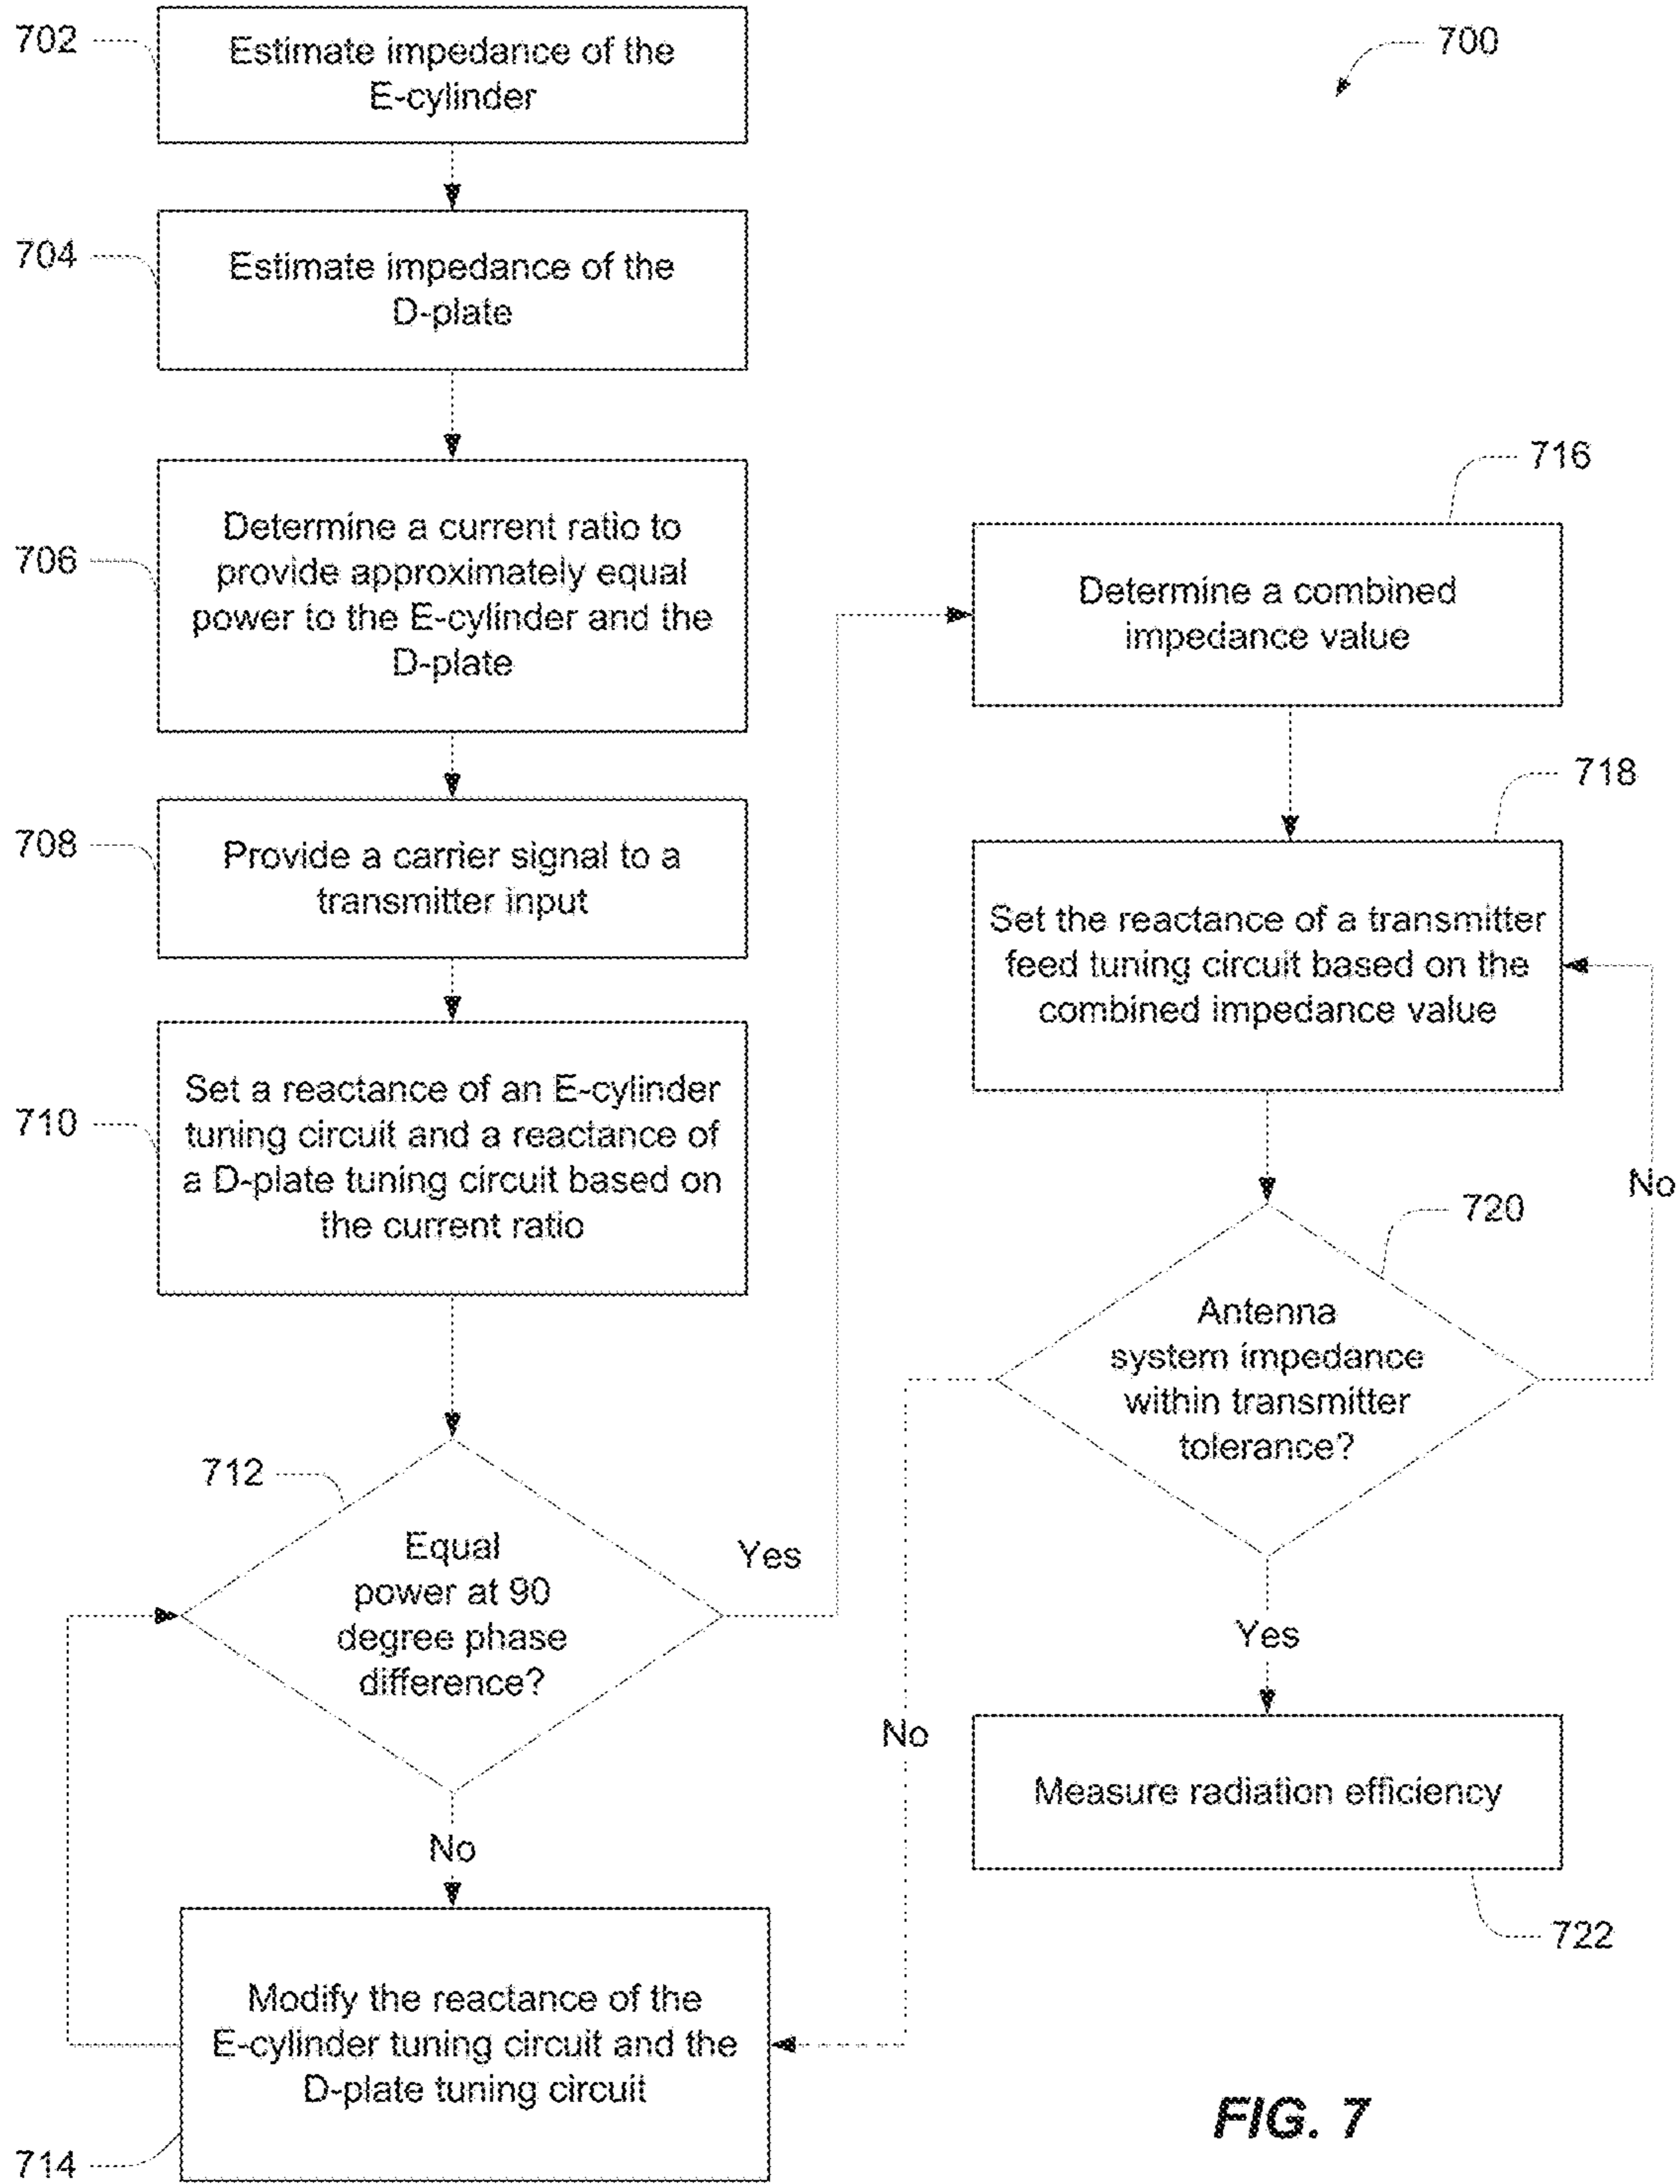 702
Estimate impedance of the
E-cylinder
700
704
Estimate impedance of the
D-plate
706
Determine a current ratio to
provide approximately equal
power to the E-cylinder and the
D-plate
708
Provide a carrier signal to a
transmitter input
710
Set a reactance of an E-cylinder
tuning circuit and a reactance of
a D-plate tuning circuit based on
the current ratio
712
Equal
power at 90
degree phase
difference?
Yes
No
714
Modify the reactance of the
E-cylinder tuning circuit and the
D-plate tuning circuit
716
Determine a combined
impedance value
718
Set the reactance of a transmitter
feed tuning circuit based on the
combined impedance value
720
Antenna
system impedance
within transmitter
tolerance?
No
No
Yes
Measure radiation efficiency
722
FIG. 7